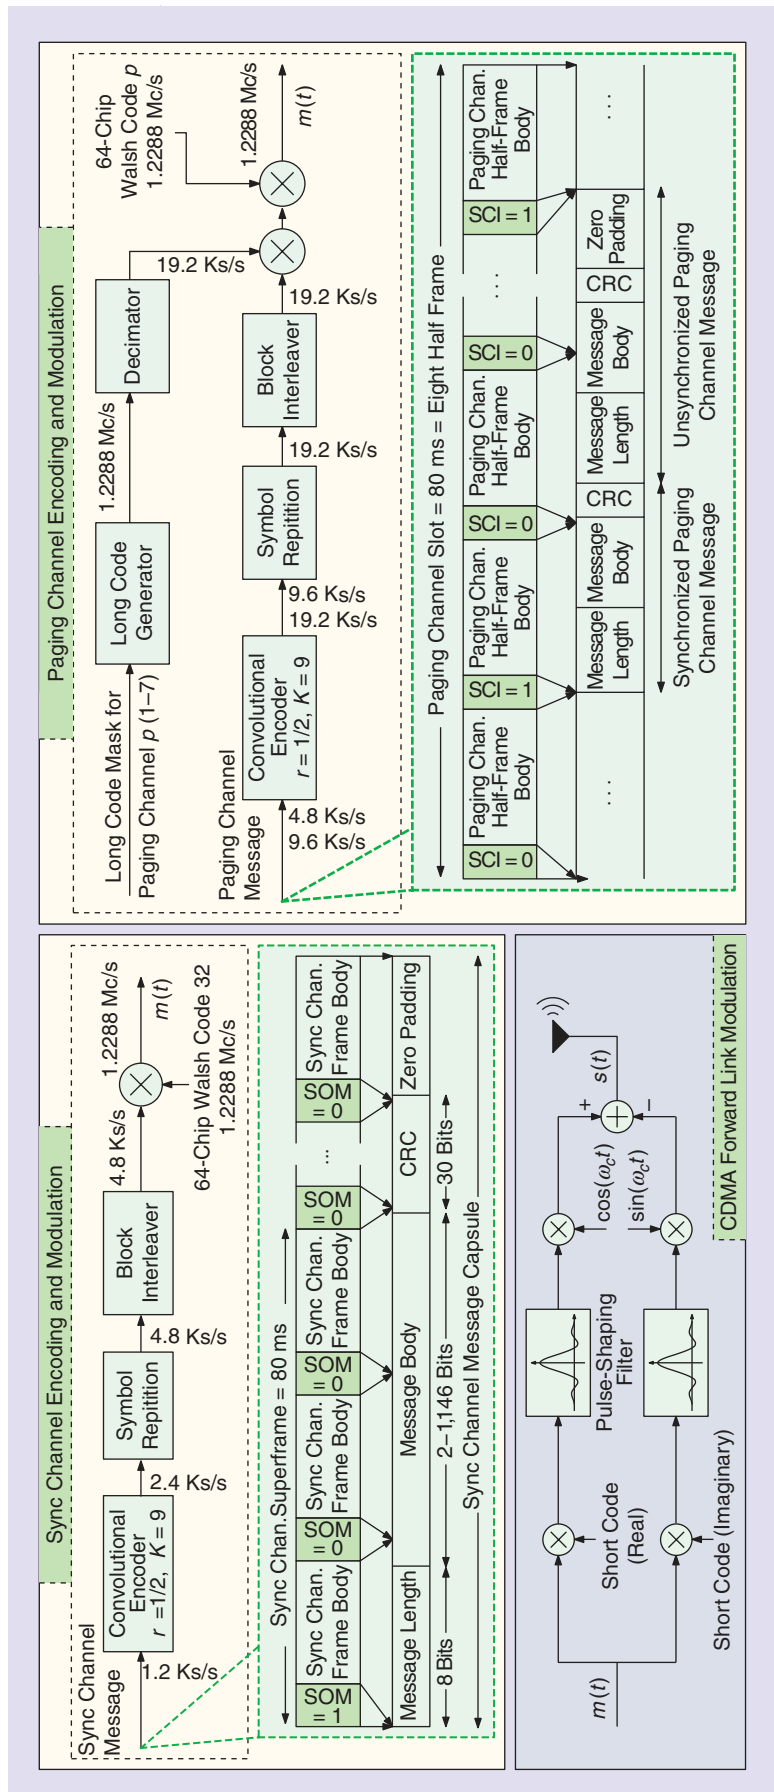 Sync Channel Encoding and Modulation
Sync Channel
Message
1.2 Ks/s
Convolutional
Encoder
r =1/2, K = 9
2.4 Ks/s
Symbol
Repitition
4.8 Ks/s
Block
Interleaver
4.8 Ks/s
1.2288 Mc/s
m(t)
64-Chip Walsh Code 32
1.2288 Mc/s
Sync Chan.Superframe = 80 ms
SOM
= 1
Sync Chan.
Frame Body
SOM
= 0
Sync Chan.
Frame Body
SOM
= 0
Sync Chan.
Frame Body
SOM
= 0
...
SOM
= 0
Sync Chan.
Frame Body
Message Length
Message Body
CRC
Zero Padding
8 Bits
2–1,146 Bits
30 Bits
Sync Channel Message Capsule
Paging Channel Encoding and Modulation
Long Code Mask for
Paging Channel p (1–7)
Long Code
Generator
1.2288 Mc/s
Decimator
19.2 Ks/s
64-Chip
Walsh Code p
1.2288 Mc/s
Paging Channel
Message
4.8 Ks/s
9.6 Ks/s
Convolutional
Encoder
r = 1/2, K = 9
9.6 Ks/s
19.2 Ks/s
Symbol
Repitition
19.2 Ks/s
Block
Interleaver
19.2 Ks/s
1.2288 Mc/s
m(t)
Paging Channel Slot = 80 ms = Eight Half Frame
SCI = 0
Paging Chan.
Half-Frame
Body
SCI = 1
Paging Chan.
Half-Frame
Body
SCI = 0
Paging Chan.
Half-Frame
Body
SCI = 0
...
SCI = 1
Paging Chan.
Half-Frame
Body
...
Message
Length
Message
Body
CRC
Message
Length
Message
Body
CRC
Zero
Padding
...
Synchronized Paging
Channel Message
Unsynchronized Paging
Channel Message
m(t)
Short Code
(Real)
Short Code (Imaginary)
Pulse-Shaping
Filter
cos(ωct)
sin(ωct)
+
−
s(t)
CDMA Forward Link Modulation